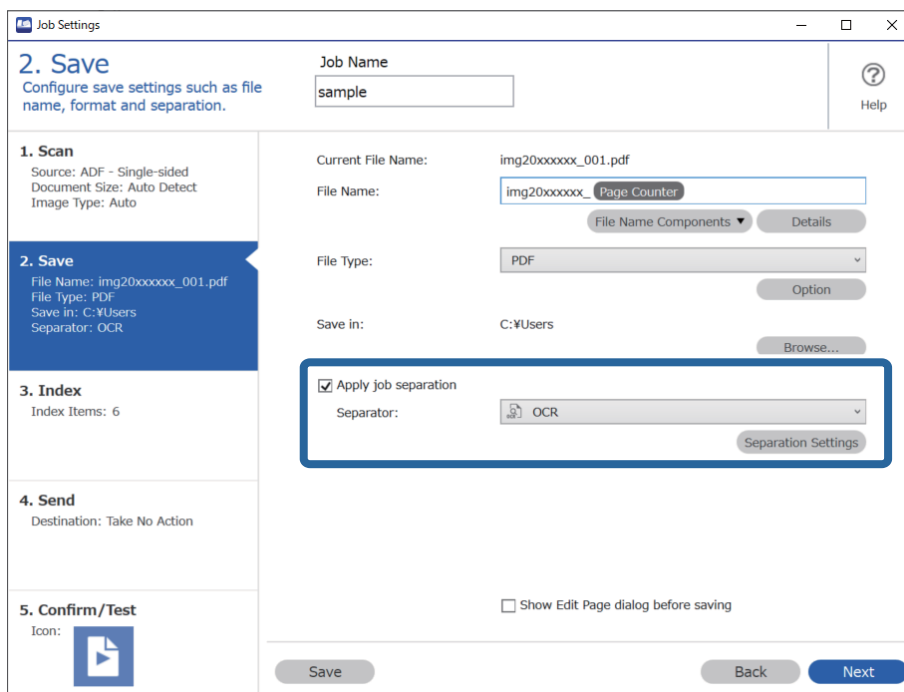 Job Settings
2. Save
Configure save settings such as file
name, format and separation.
Job Name
sample
Help
1. Scan
Source: ADF - Single-sided
Document Size: Auto Detect
Image Type: Auto
2. Save
File Name: img20xxxxxx_001.pdf
File Type: PDF
Save in: C:¥Users
Separator: OCR
3. Index
Index Items: 6
4. Send
Destination: Take No Action
5. Confirm/Test
Icon:
Current File Name: img20xxxxxx_001.pdf
File Name: img20xxxxxx_ Page Counter
File Name Components ▼ Details
File Type: PDF
Option
Save in: C:¥Users
Browse...
Apply job separation
Separator: OCR
Separation Settings
Show Edit Page dialog before saving
Save Back Next